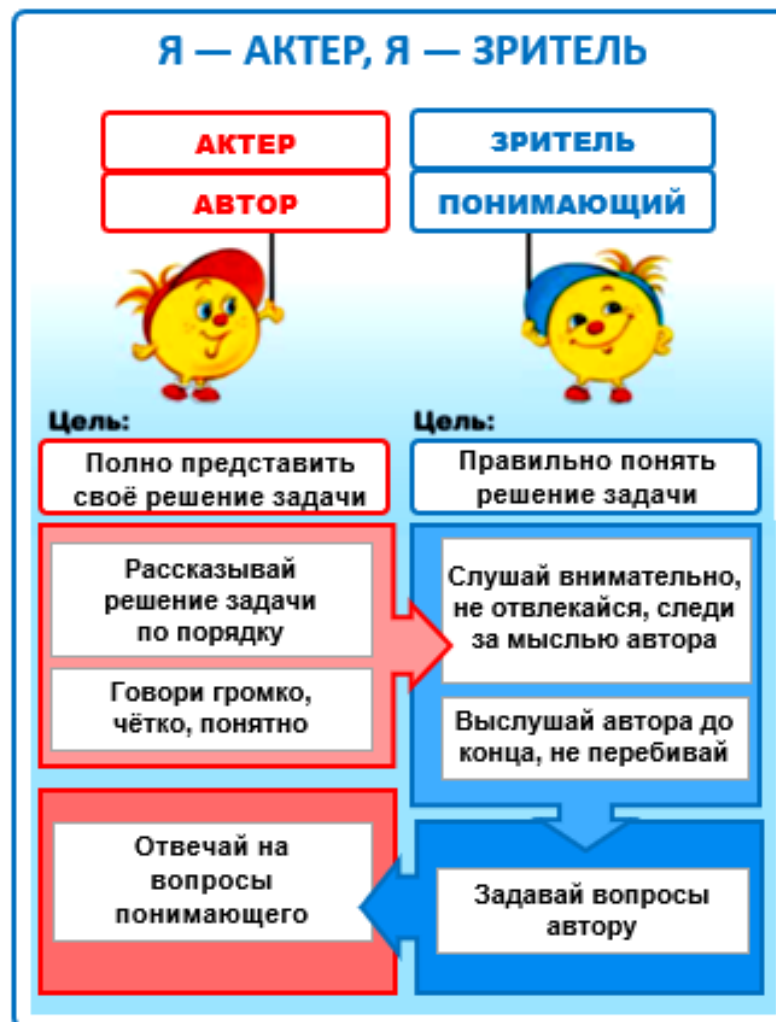 Я — АКТЕР, Я — ЗРИТЕЛЬ
АКТЕР
АВТОР
Цель:
Полно представить
своё решение задачи
Рассказывай
решение задачи
по порядку
Говори громко,
чётко, понятно
ЗРИТЕЛЬ
ПОНИМАЮЩИЙ
Цель:
Правильно понять
решение задачи
Слушай внимательно,
не отвлекайся, следи
за мыслью автора
Выслушай автора до
конца, не перебивай
Задавай вопросы
автору
Отвечай на
вопросы
понимающего